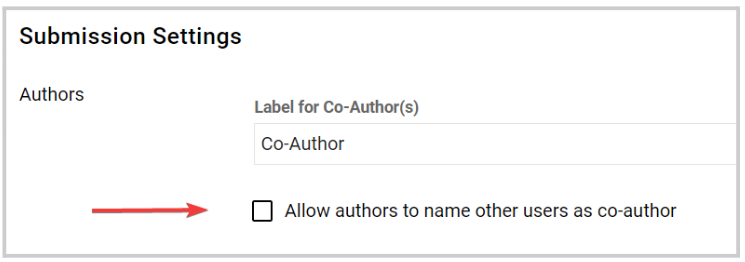 Submission Settings
Authors
Label for Co-Author(s)
Co-Author
Allow authors to name other users as co-author